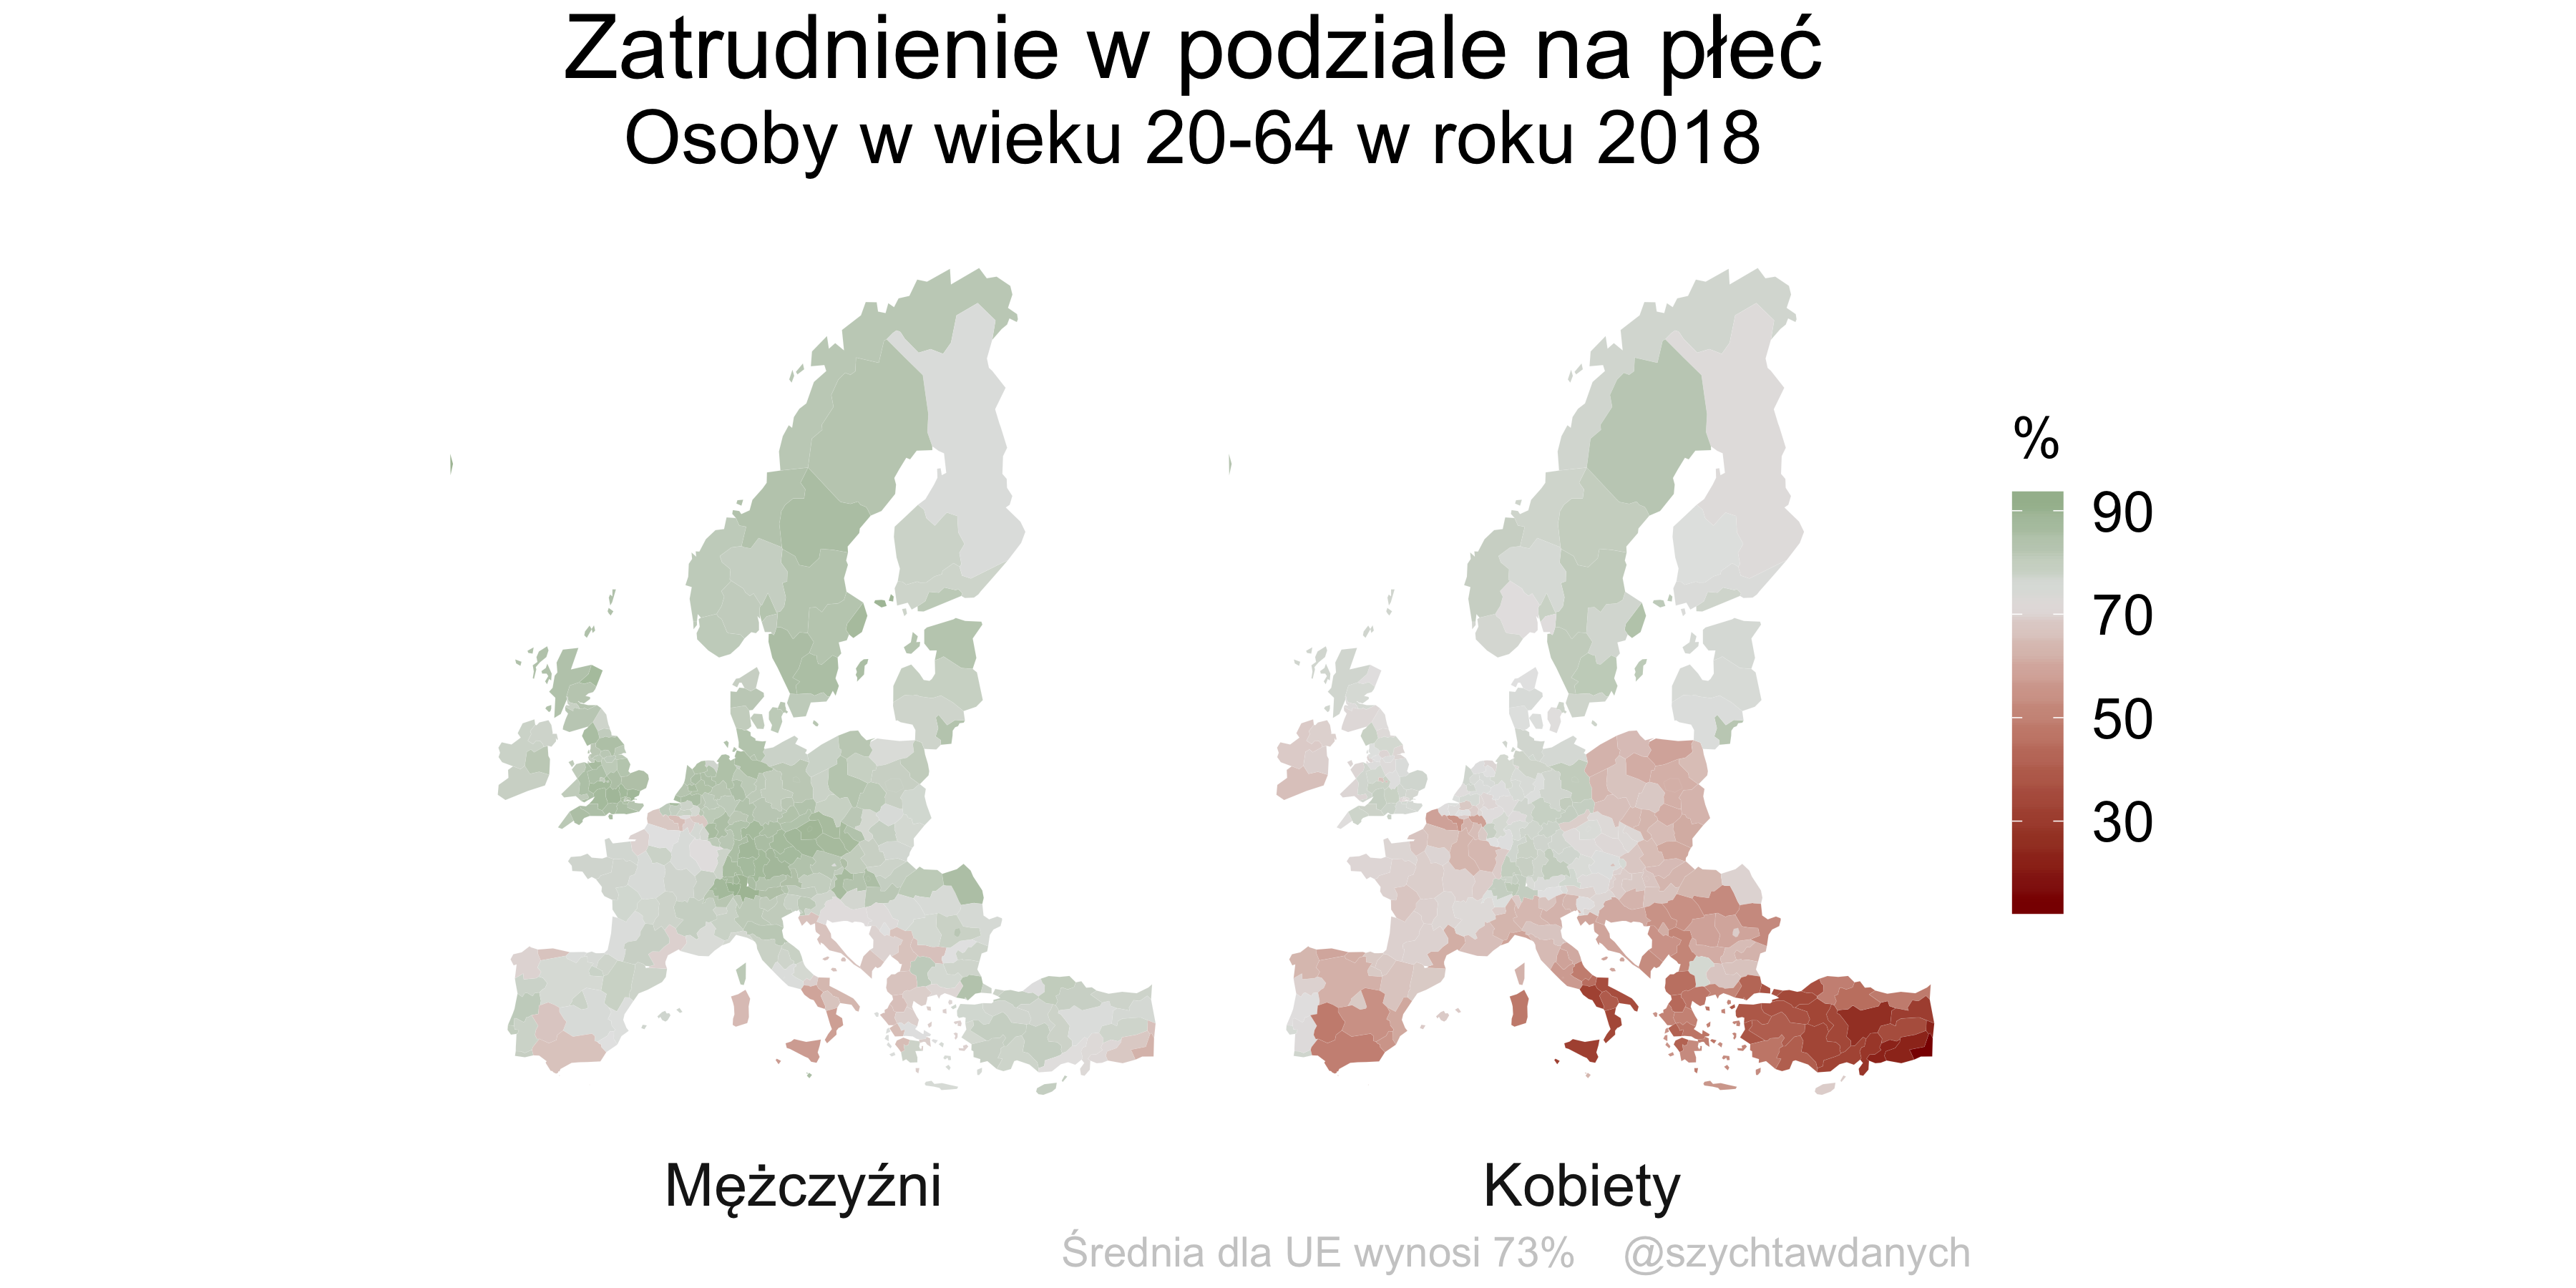 Zatrudnienie w podziale na płeć
Osoby w wieku 20-64 w roku 2018
%
90
70
50
30
Mężczyźni
Kobiety
Średnia dla UE wynosi 73% @szychtawdanych